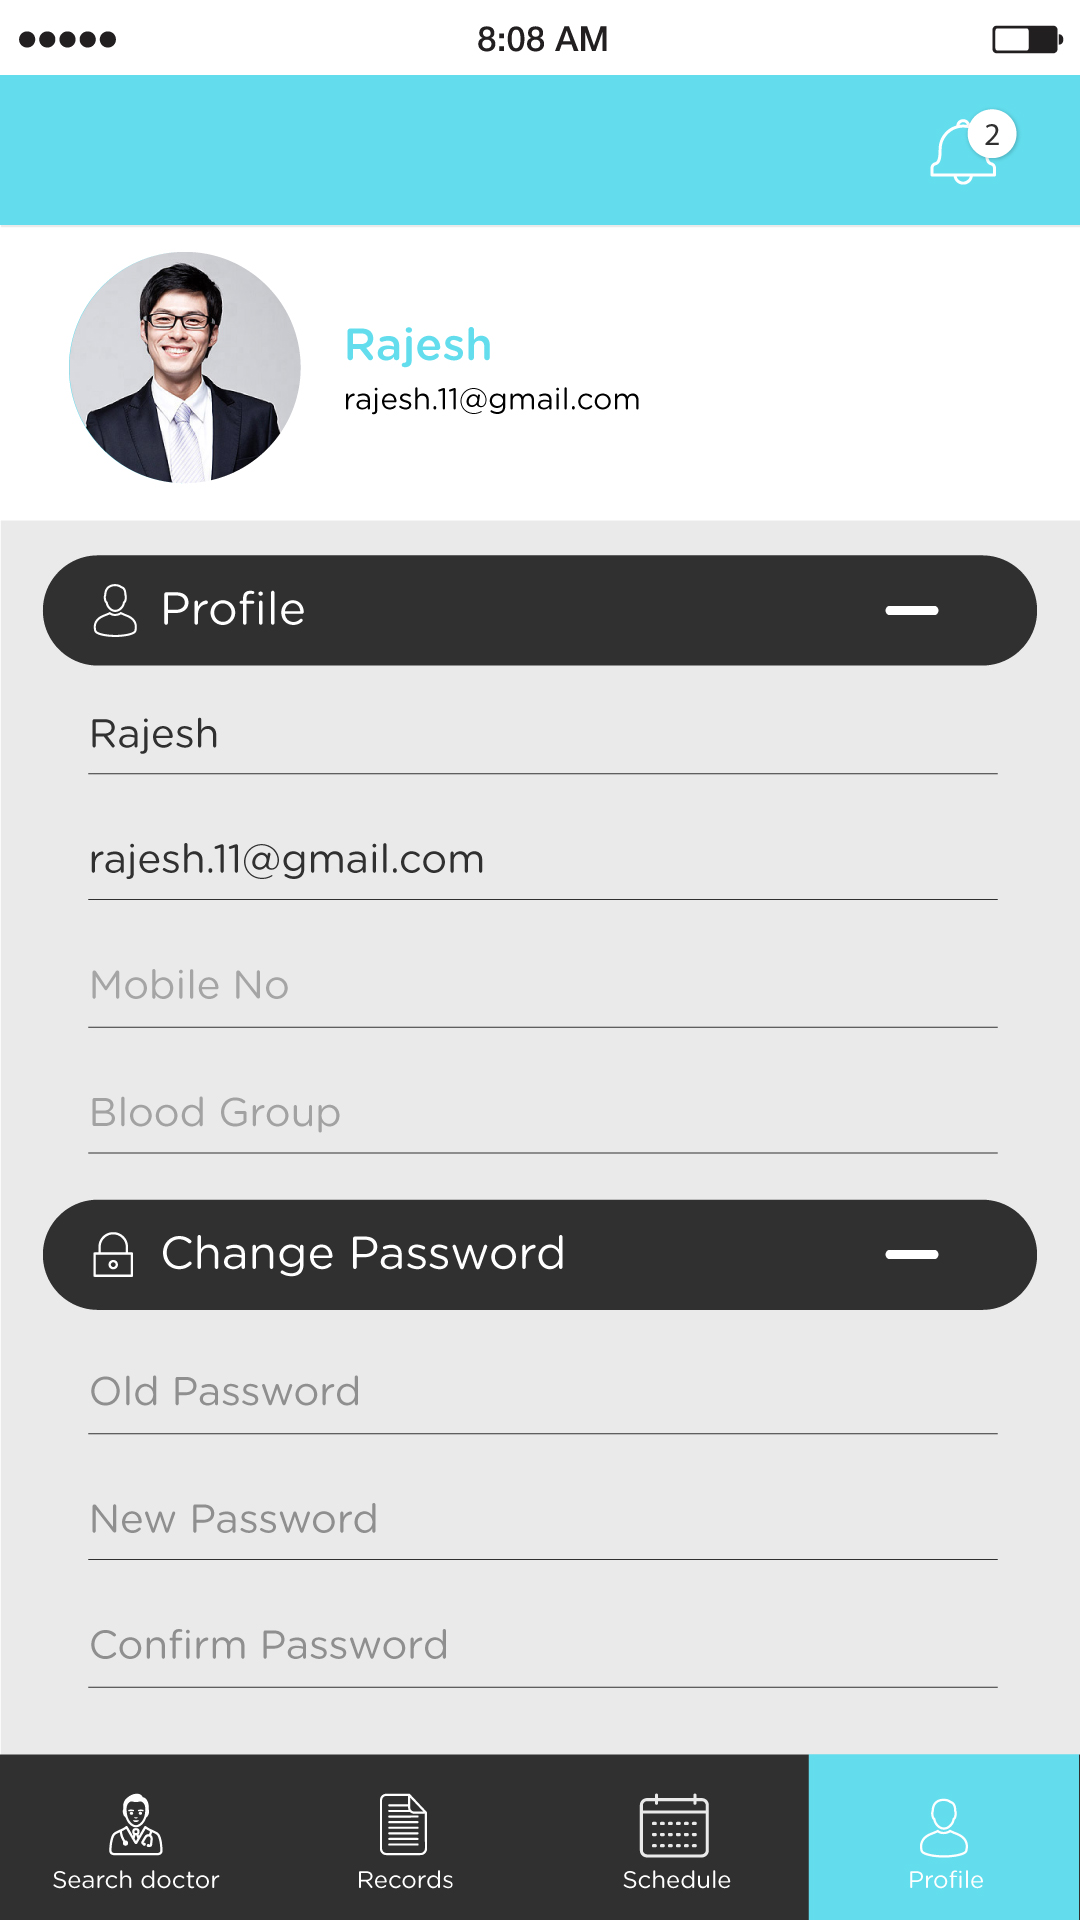 8:08 AM
2
Rajesh
rajesh.11@gmail.com
Profile
Rajesh
rajesh.11@gmail.com
Mobile No
Blood Group
Change Password
Old Password
New Password
Confirm Password
Search doctor
Records
Schedule
Profile